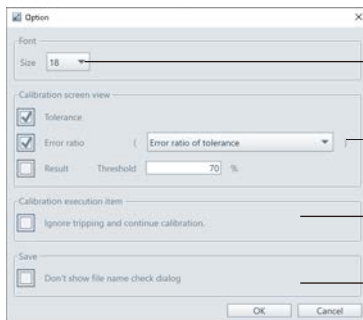 Option
Font
Size 18
Calibration screen view
Tolerance
Error ratio ( Error ratio of tolerance )
Result Threshold 70 %
Calibration execution item
Ignore tripping and continue calibration.
Save
Don't show file name check dialog
OK Cancel